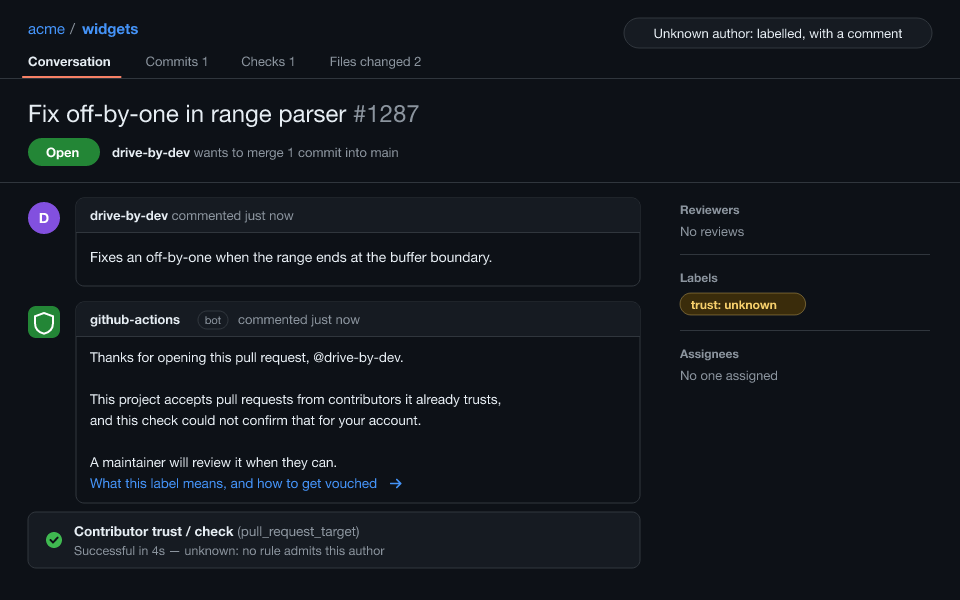 acme / widgets
Unknown author: labelled, with a comment
Conversation
Commits 1
Checks 1
Files changed 2
Fix off-by-one in range parser #1287
Open
drive-by-dev wants to merge 1 commit into main
D
drive-by-dev commented just now
Fixes an off-by-one when the range ends at the buffer boundary.
github-actions bot commented just now
Thanks for opening this pull request, @drive-by-dev.
This project accepts pull requests from contributors it already trusts,
and this check could not confirm that for your account.
A maintainer will review it when they can.
What this label means, and how to get vouched →
Contributor trust / check (pull_request_target)
Successful in 4s — unknown: no rule admits this author
Reviewers
No reviews
Labels
trust: unknown
Assignees
No one assigned